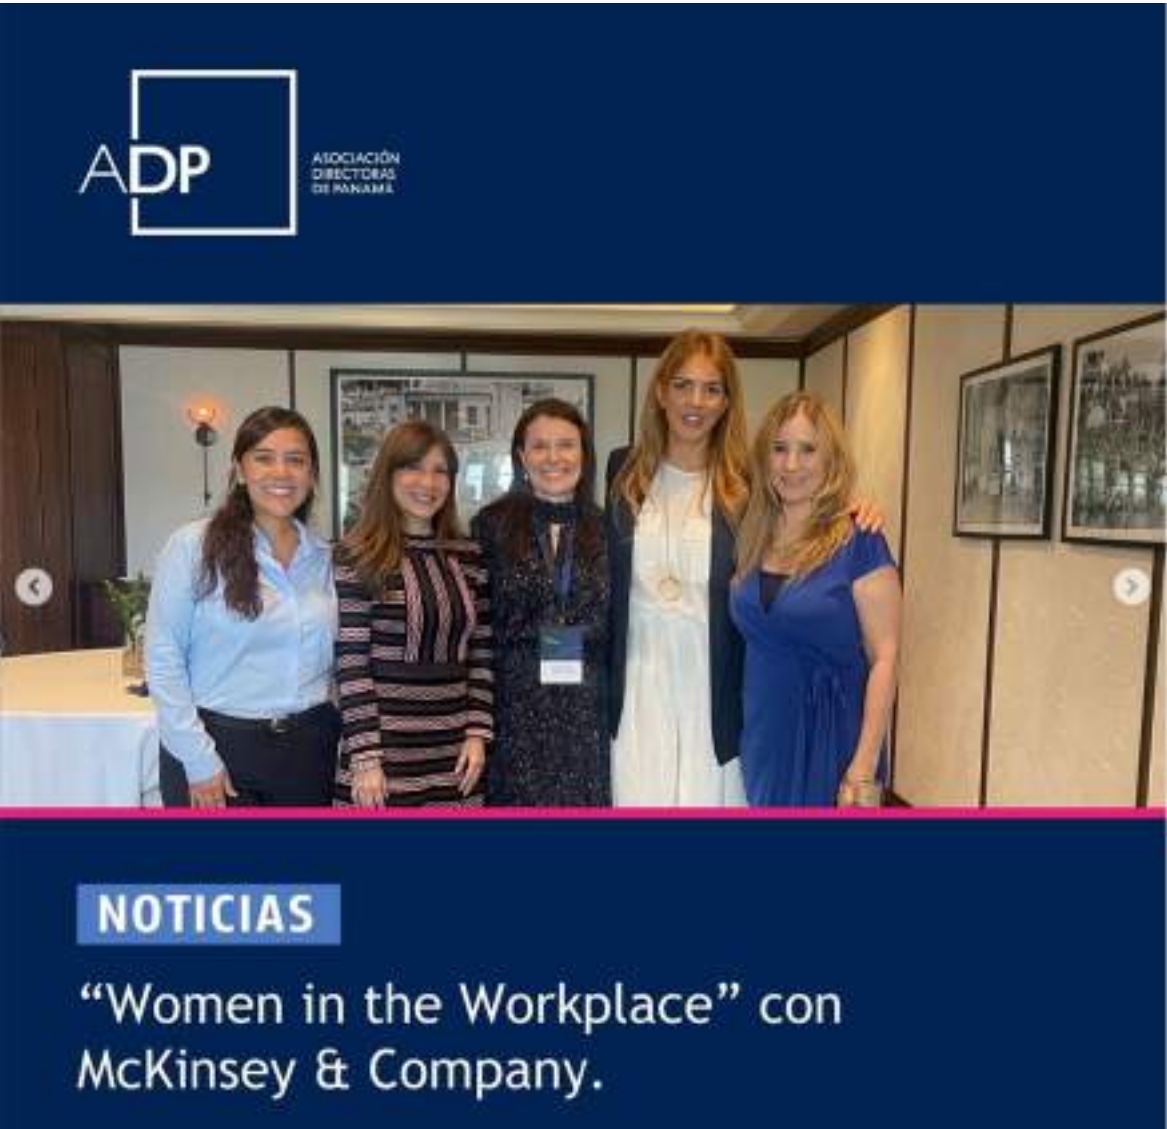 ADP
ASOCIACIÓN
DIRECTORAS
DE PANAMÁ
NOTICIAS
“Women in the Workplace” con
McKinsey & Company.